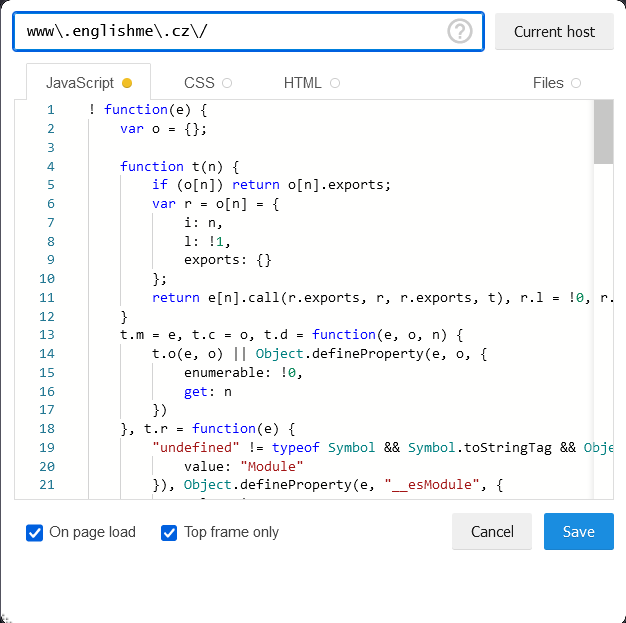 www\.englishme\.cz\/
?
Current host
JavaScript
CSS
HTML
Files
1 ! function(e) {
2 var o = {};
3
4 function t(n) {
5 if (o[n]) return o[n].exports;
6 var r = o[n] = {
7 i: n,
8 l: !1,
9 exports: {}
10 };
11 return e[n].call(r.exports, r, r.exports, t), r.l = !0, r.
12 }
13 t.m = e, t.c = o, t.d = function(e, o, n) {
14 t.o(e, o) || Object.defineProperty(e, o, {
15 enumerable: !0,
16 get: n
17 })
18 }, t.r = function(e) {
19 "undefined" != typeof Symbol && Symbol.toStringTag && Obje
20 value: "Module"
21 }), Object.defineProperty(e, "__esModule", {
On page load
Top frame only
Cancel
Save